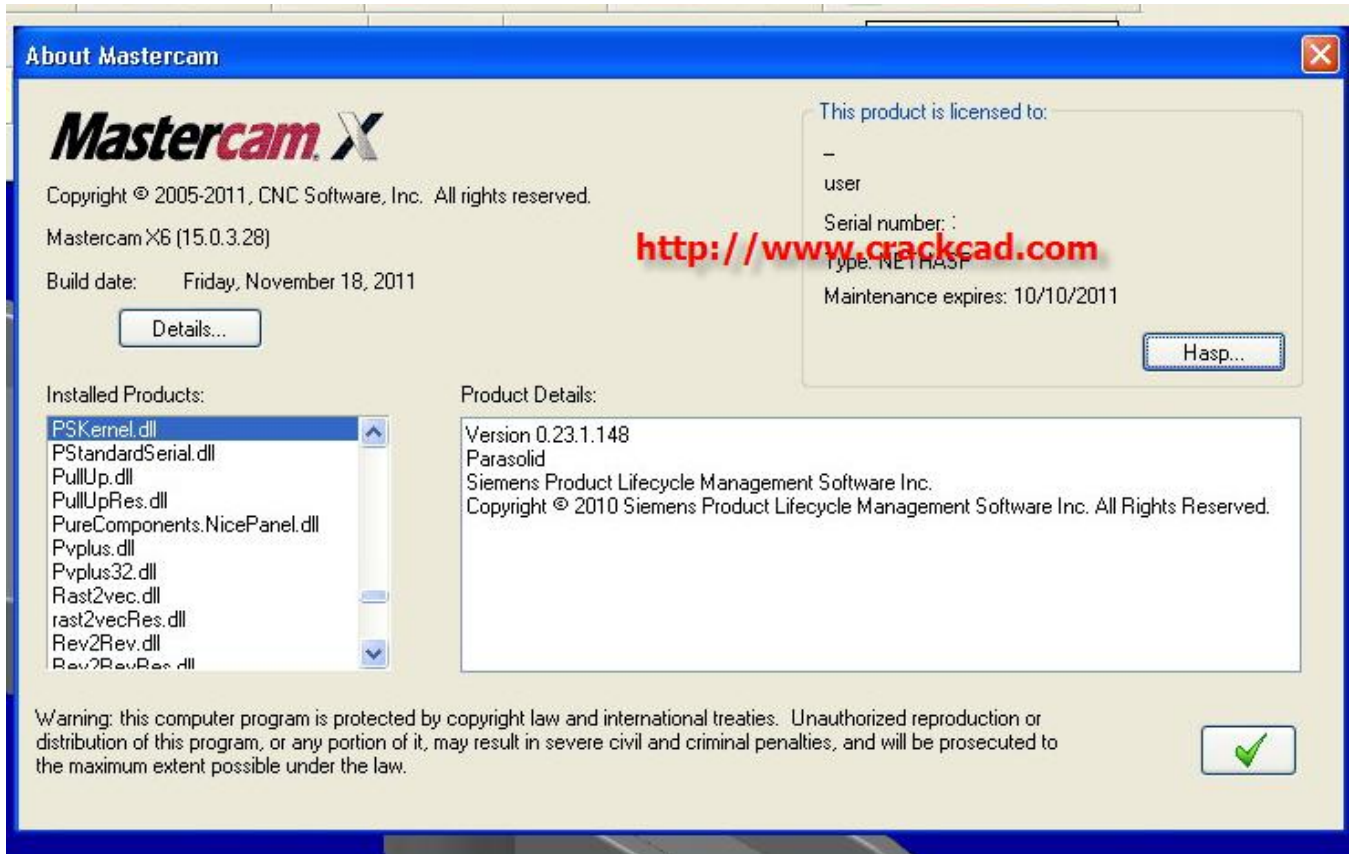 About Mastercam
Mastercam X
Copyright © 2005-2011, CNC Software, Inc. All rights reserved.
Mastercam X6 (15.0.3.28)
Build date: Friday, November 18, 2011
Details...
This product is licensed to:
_
user
Serial number:
http://www.crackcad.com
Type: NETHASP
Maintenance expires: 10/10/2011
Hasp...
Installed Products:
PSKernel.dll
PStandardSerial.dll
PullUp.dll
PullUpRes.dll
PureComponents.NicePanel.dll
Pvplus.dll
Pvplus32.dll
Rast2vec.dll
rast2vecRes.dll
Rev2Rev.dll
Rev2RevRes.dll
Product Details:
Version 0.23.1.148
Parasolid
Siemens Product Lifecycle Management Software Inc.
Copyright © 2010 Siemens Product Lifecycle Management Software Inc. All Rights Reserved.
Warning: this computer program is protected by copyright law and international treaties. Unauthorized reproduction or
distribution of this program, or any portion of it, may result in severe civil and criminal penalties, and will be prosecuted to
the maximum extent possible under the law.